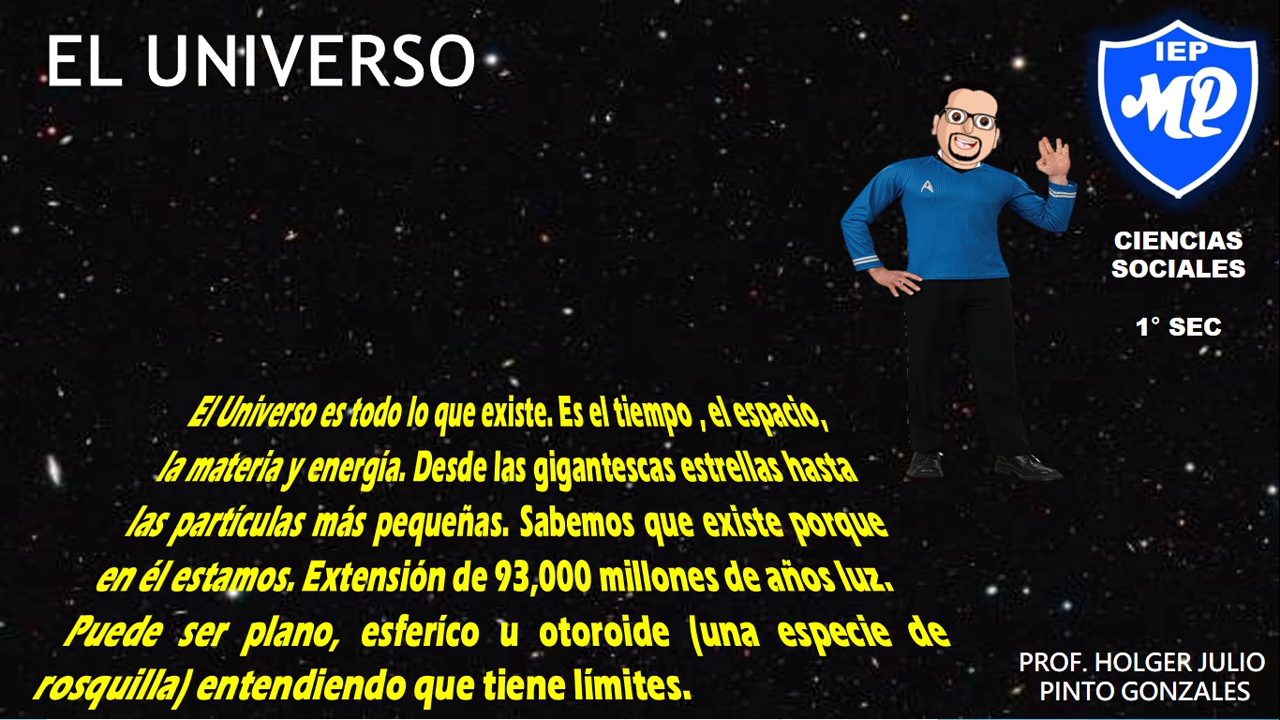 EL UNIVERSO
IEP
MP
CIENCIAS
SOCIALES
1° SEC
El Universo es todo lo que existe. Es el tiempo , el espacio,
la materia y energía. Desde las gigantescas estrellas hasta
las partículas más pequeñas. Sabemos que existe porque
en él estamos. Extensión de 93,000 millones de años luz.
Puede ser plano, esferico u otoroide (una especie de
rosquilla) entendiendo que tiene límites.
PROF. HOLGER JULIO
PINTO GONZALES